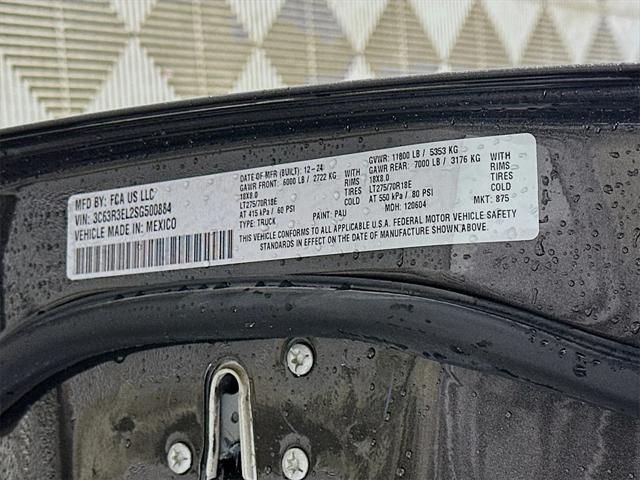 MFD BY: FCA US LLC
VIN: 3C63R3EL2SG500884
VEHICLE MADE IN: MEXICO
DATE OF MFR (BUILT): 12-24
GAWR FRONT: 6000 LB / 2722 KG
18X8.0
LT275/70R18E
AT 415 kPa / 60 PSI
TYPE: TRUCK
PAINT: PAU
GVWR: 11800 LB / 5353 KG
GAWR REAR: 7000 LB / 3176 KG
18X8.0
LT275/70R18E
AT 550 kPa / 80 PSI
MDH: 120604
WITH
RIMS
TIRES
COLD
WITH
RIMS
TIRES
COLD
MKT: 875
THIS VEHICLE CONFORMS TO ALL APPLICABLE U.S.A. FEDERAL MOTOR VEHICLE SAFETY
STANDARDS IN EFFECT ON THE DATE OF MANUFACTURE SHOWN ABOVE.